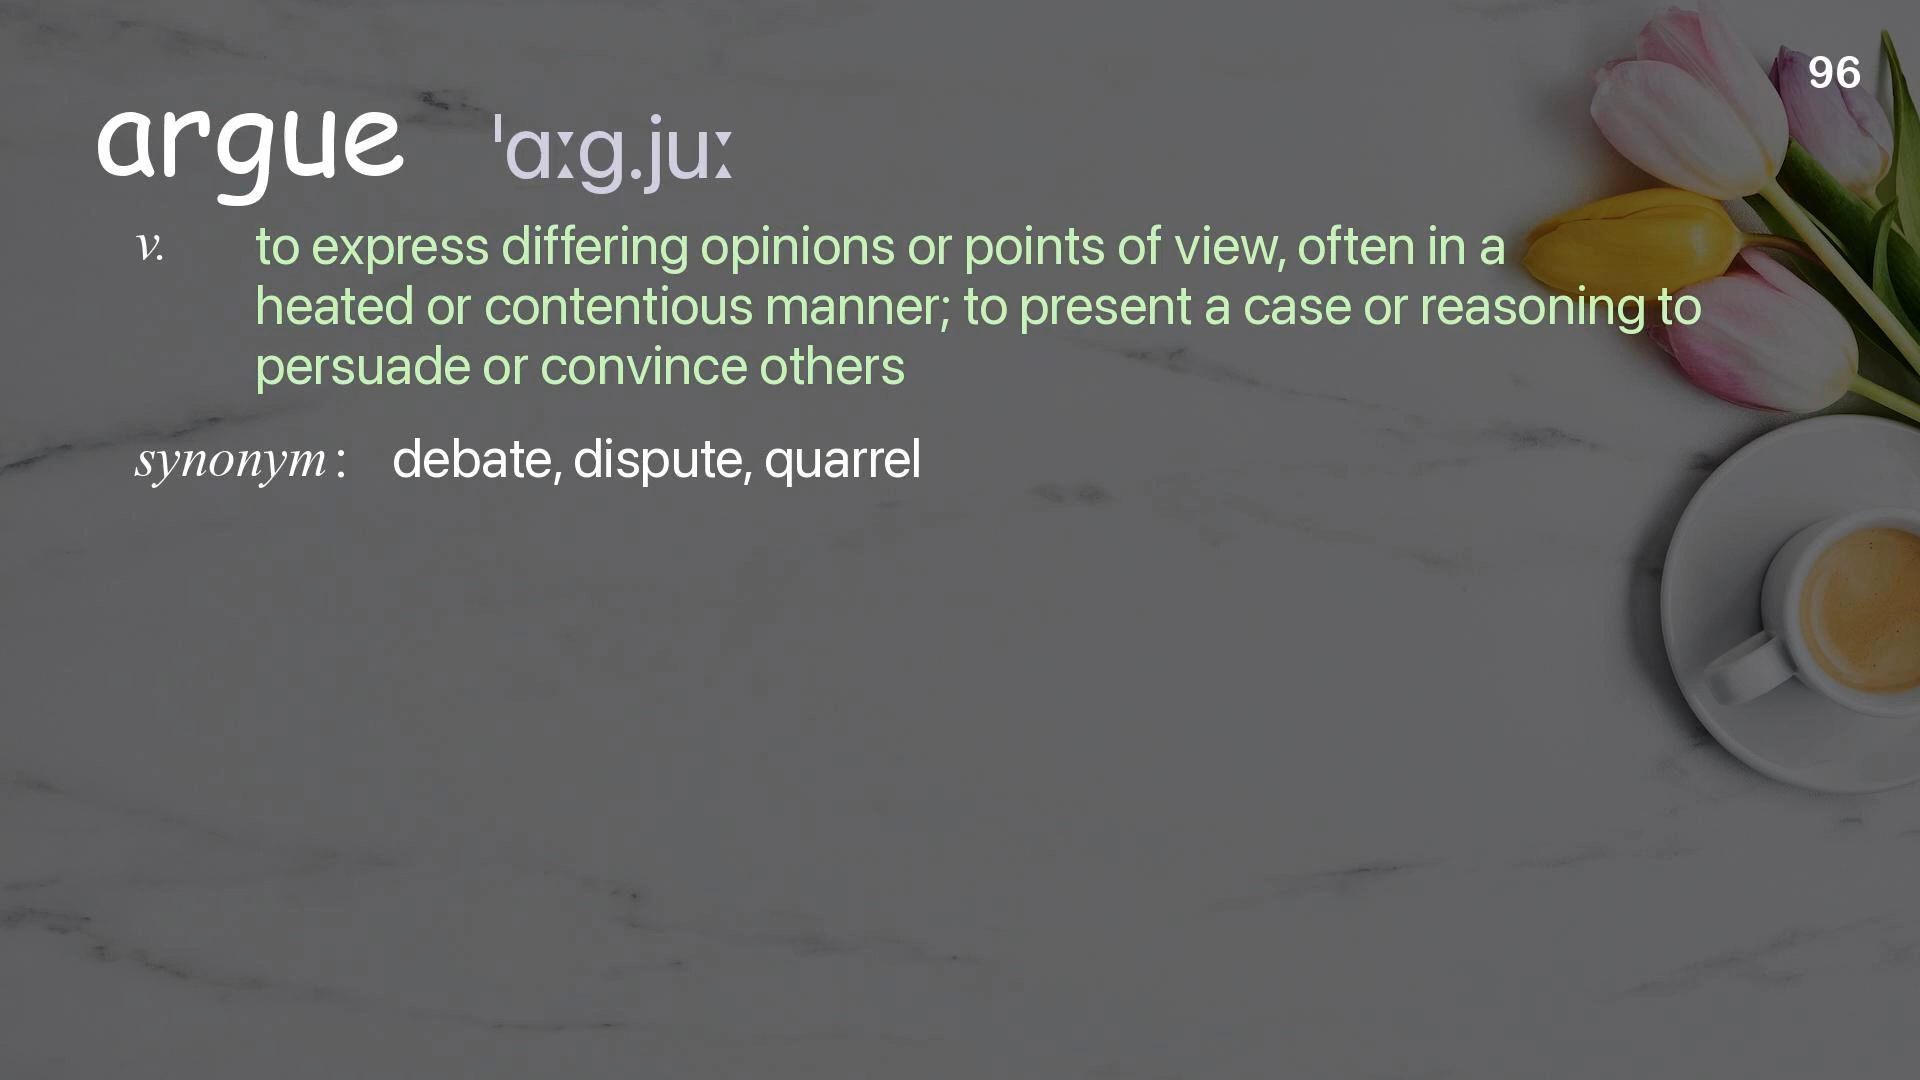 96
argue ˈɑːg.juː
v. to express differing opinions or points of view, often in a
heated or contentious manner; to present a case or reasoning to
persuade or convince others
synonym : debate, dispute, quarrel